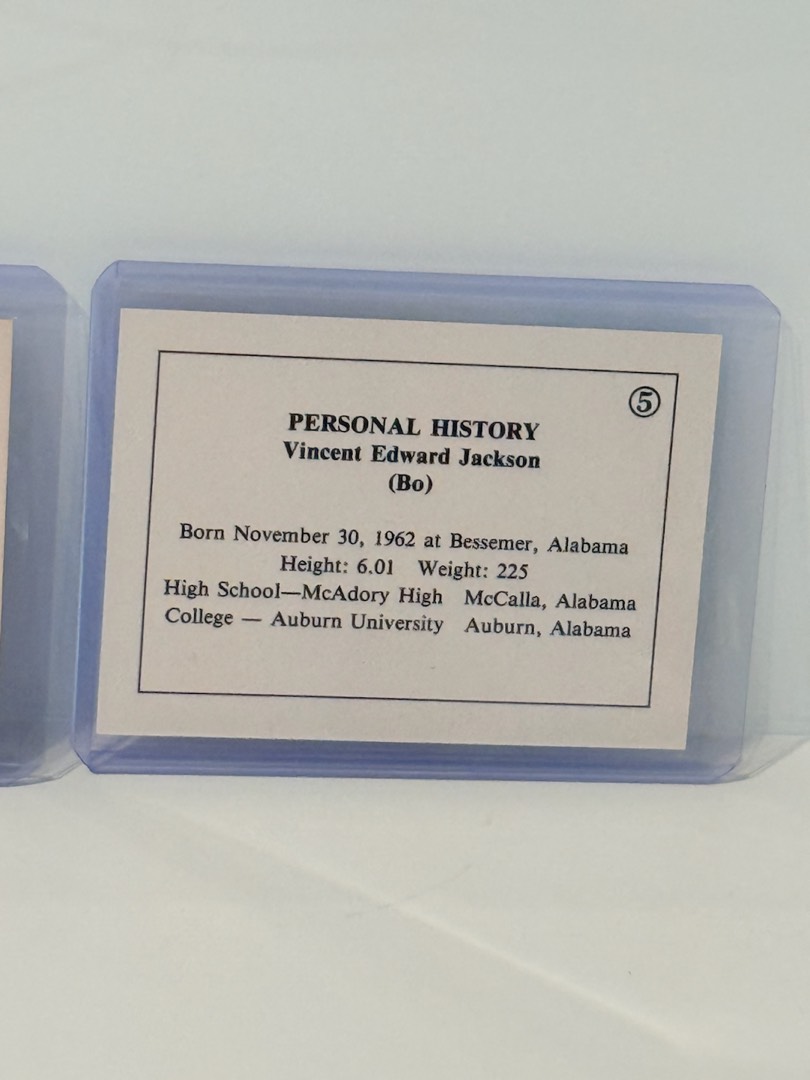 ⑤
PERSONAL HISTORY
Vincent Edward Jackson
(Bo)
Born November 30, 1962 at Bessemer, Alabama
Height: 6.01 Weight: 225
High School—McAdory High McCalla, Alabama
College — Auburn University Auburn, Alabama